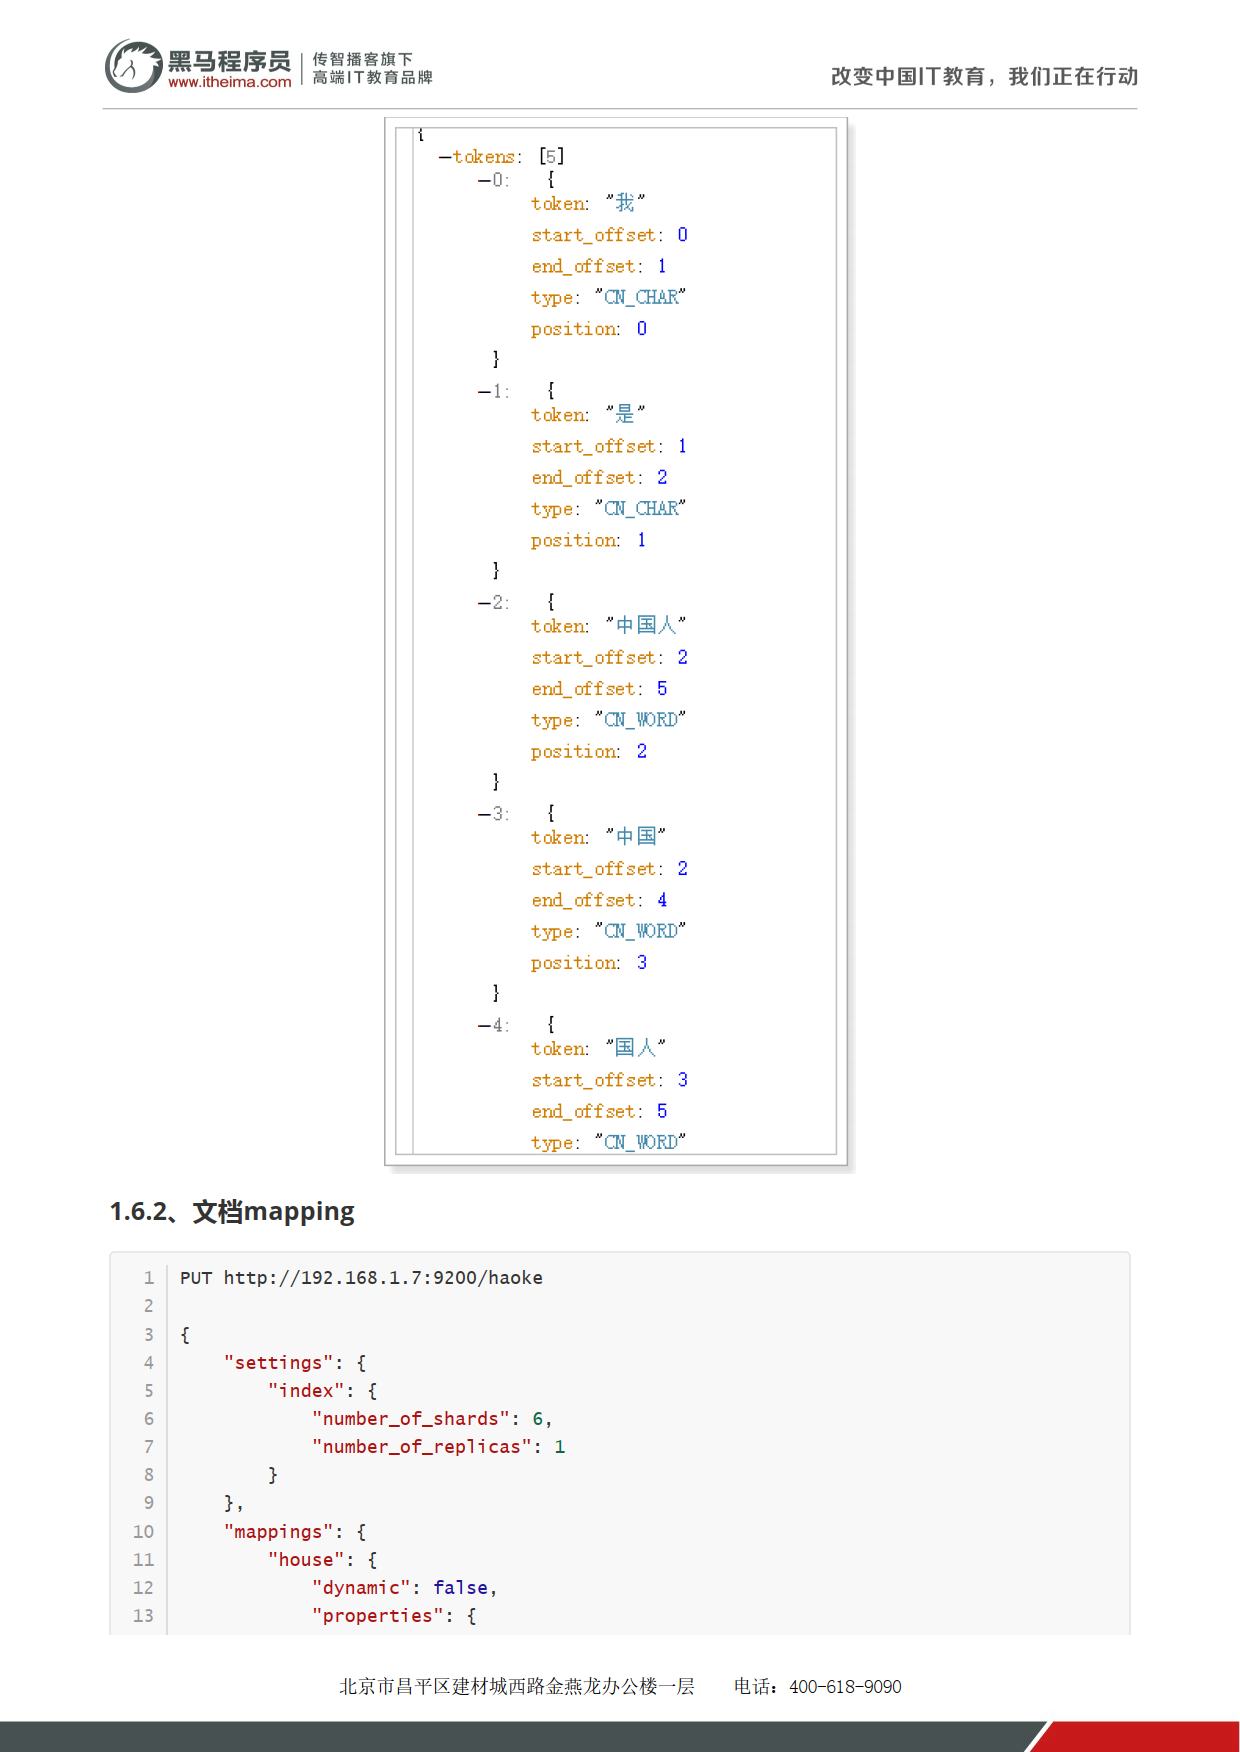 黑马程序员
www.itheima.com
传智播客旗下
高端IT教育品牌
改变中国IT教育，我们正在行动
{
—tokens: [5]
—0: {
token: "我"
start_offset: 0
end_offset: 1
type: "CN_CHAR"
position: 0
}
—1: {
token: "是"
start_offset: 1
end_offset: 2
type: "CN_CHAR"
position: 1
}
—2: {
token: "中国人"
start_offset: 2
end_offset: 5
type: "CN_WORD"
position: 2
}
—3: {
token: "中国"
start_offset: 2
end_offset: 4
type: "CN_WORD"
position: 3
}
—4: {
token: "国人"
start_offset: 3
end_offset: 5
type: "CN_WORD"
1.6.2、文档mapping
1 PUT http://192.168.1.7:9200/haoke
2
3 {
4     "settings": {
5         "index": {
6             "number_of_shards": 6,
7             "number_of_replicas": 1
8         }
9     },
10     "mappings": {
11         "house": {
12             "dynamic": false,
13             "properties": {
北京市昌平区建材城西路金燕龙办公楼一层 电话：400-618-9090